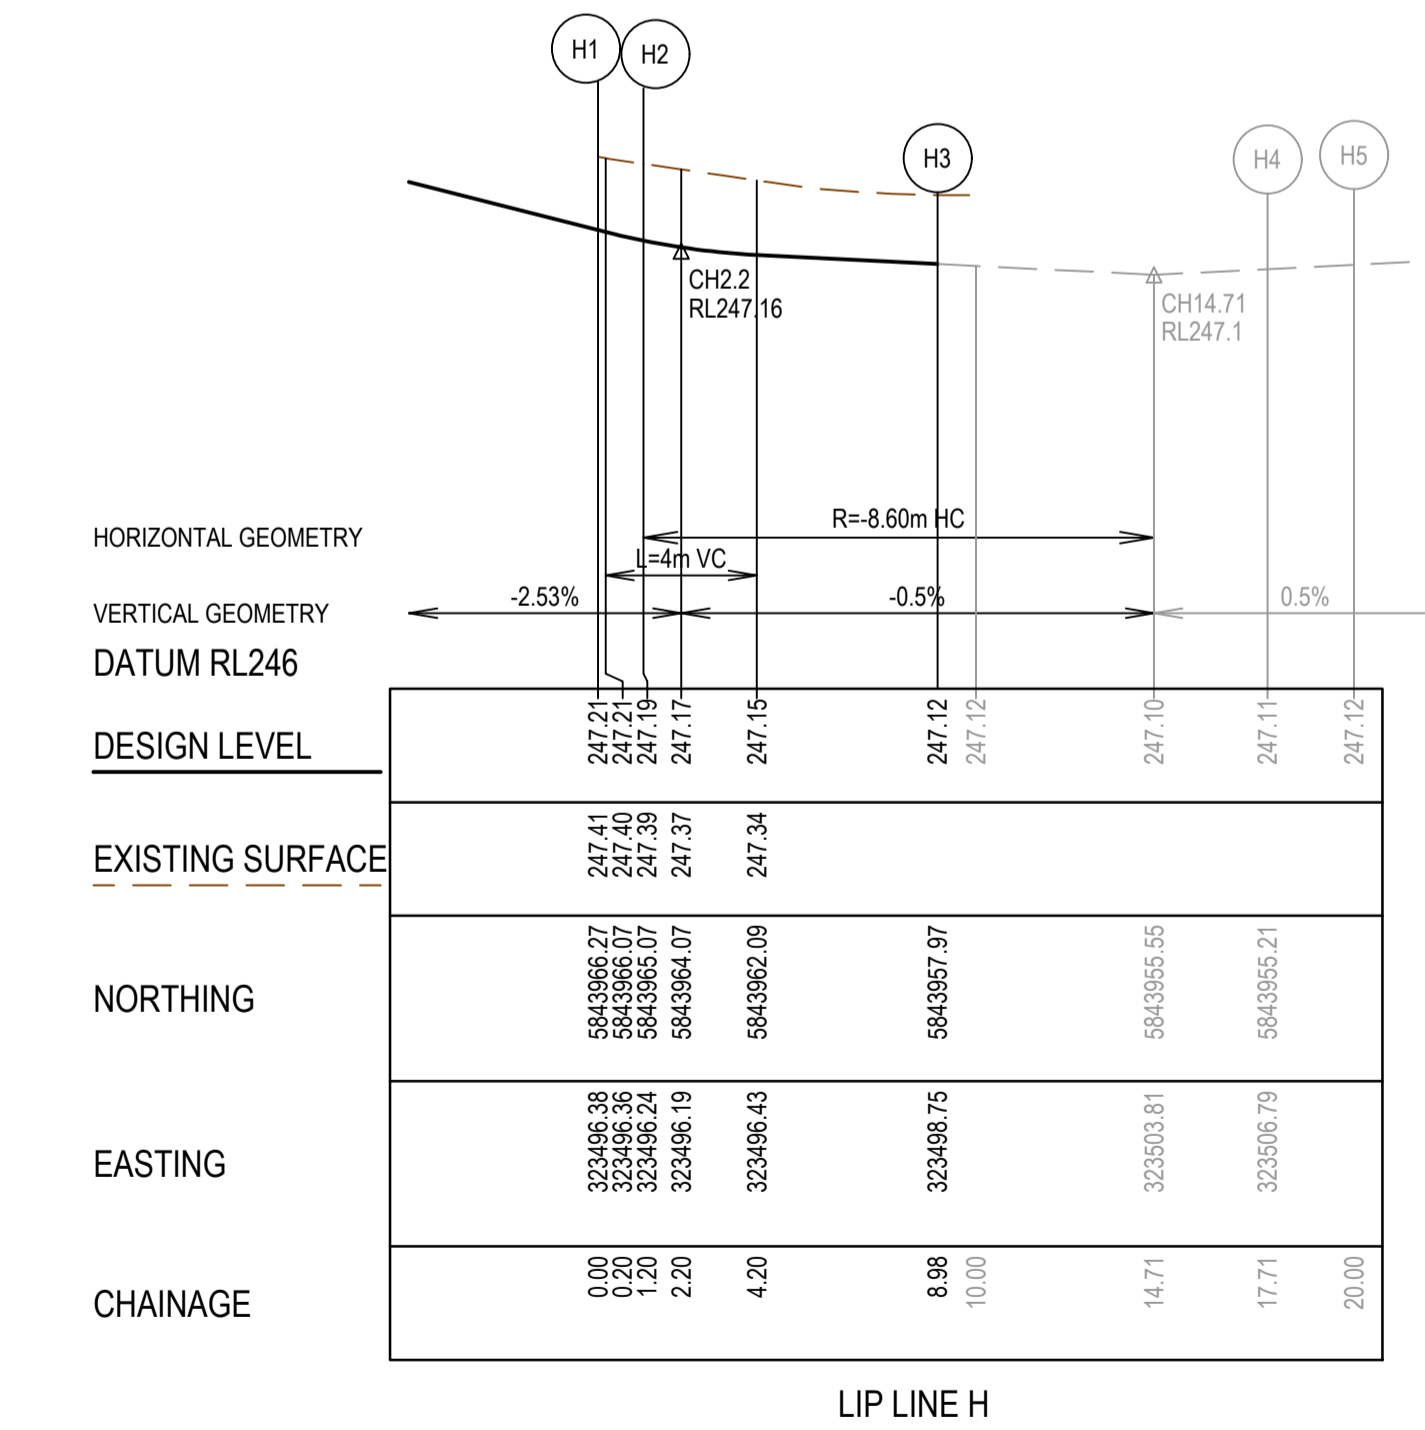 H1 H2
H3 H4 H5
CH2.2
RL247.16
CH14.71
RL247.1
R=-8.60m HC
HORIZONTAL GEOMETRY
L=4m VC
-2.53% -0.5% 0.5%
VERTICAL GEOMETRY
DATUM RL246
DESIGN LEVEL 247.21 247.21 247.19 247.17 247.15 247.12 247.12 247.10 247.11 247.12
EXISTING SURFACE 247.41 247.40 247.39 247.37 247.34
NORTHING 5843966.27 5843966.07 5843965.07 5843964.07 5843962.09 5843957.97 5843955.55 5843955.21
EASTING 323496.38 323496.36 323496.24 323496.19 323496.43 323498.75 323503.81 323506.79
CHAINAGE 0.00 0.20 1.20 2.20 4.20 8.98 10.00 14.71 17.71 20.00
LIP LINE H